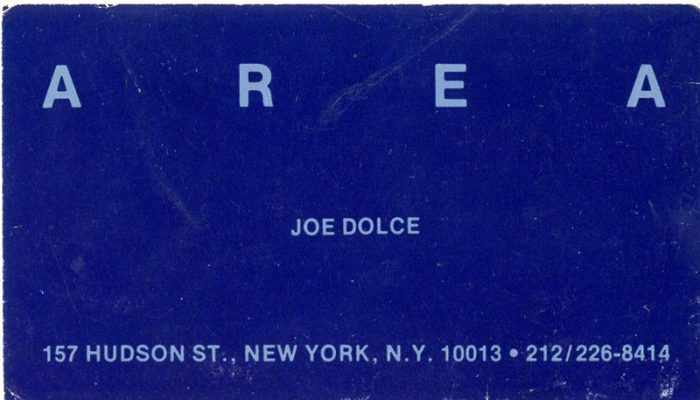 A R E A
JOE DOLCE
157 HUDSON ST., NEW YORK, N.Y. 10013 • 212/226-8414